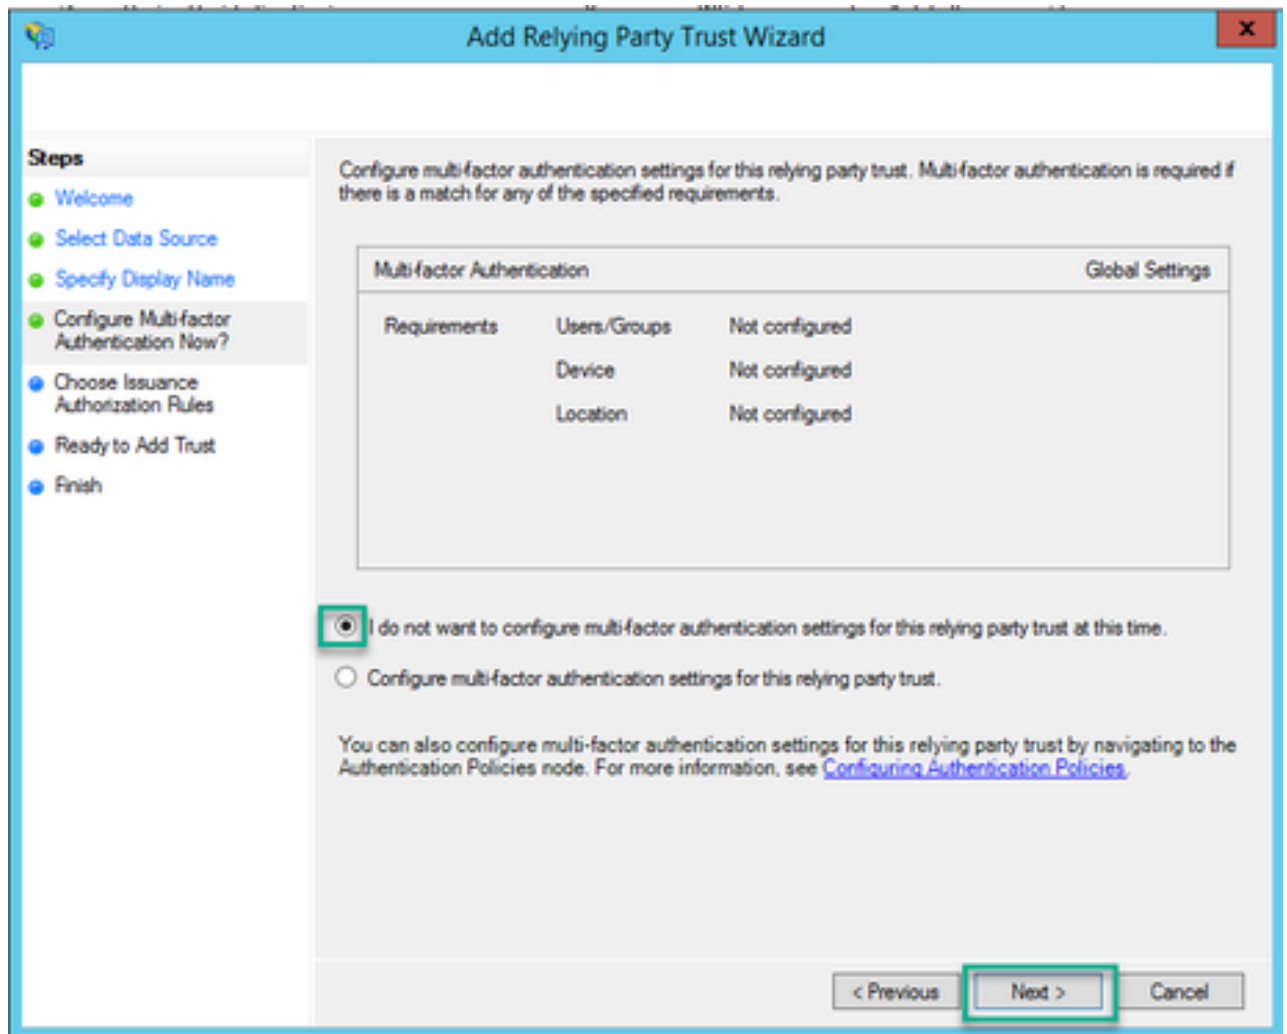 Add Relying Party Trust Wizard
x
Steps
Welcome
Select Data Source
Specify Display Name
Configure Multi-factor
Authentication Now?
Choose Issuance
Authorization Rules
Ready to Add Trust
Finish
Configure multi-factor authentication settings for this relying party trust. Multi-factor authentication is required if
there is a match for any of the specified requirements.
Multi-factor Authentication Global Settings
Requirements Users/Groups Not configured
Device Not configured
Location Not configured
I do not want to configure multi-factor authentication settings for this relying party trust at this time.
Configure multi-factor authentication settings for this relying party trust.
You can also configure multi-factor authentication settings for this relying party trust by navigating to the
Authentication Policies node. For more information, see Configuring Authentication Policies.
< Previous Next > Cancel